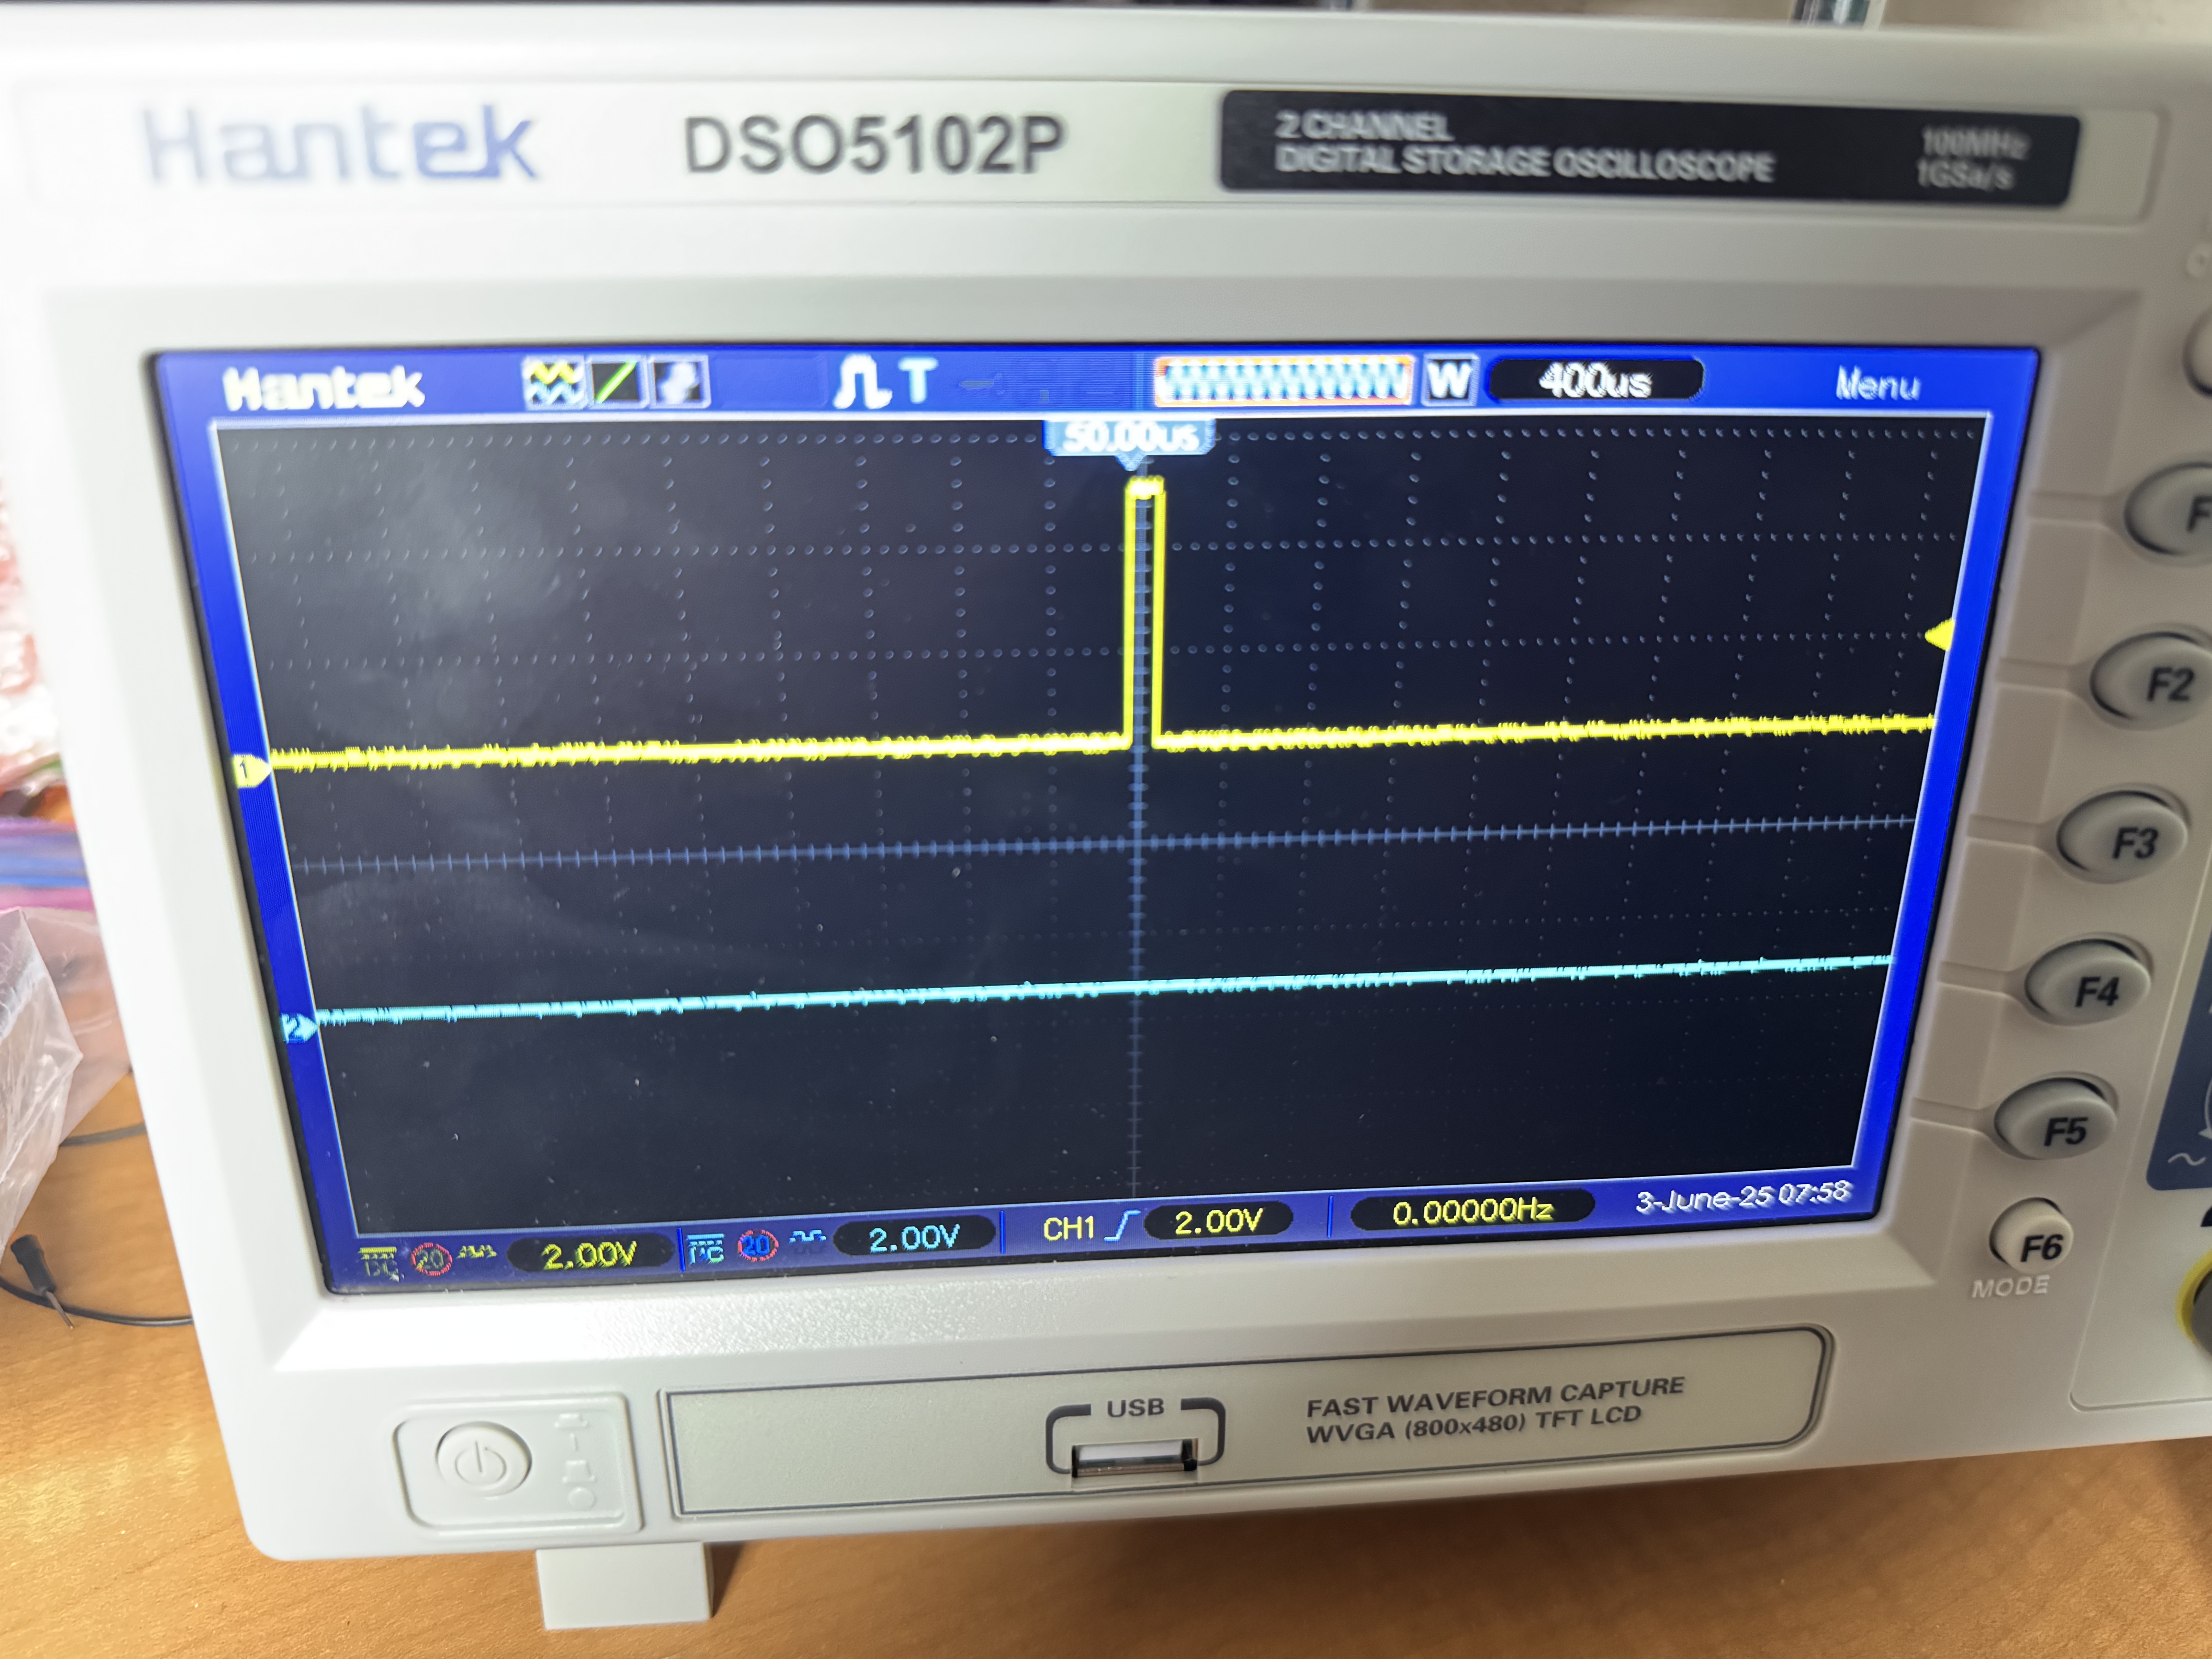 Hantek DSO5102P 2 CHANNEL
DIGITAL STORAGE OSCILLOSCOPE
100MHz
1GSa/s
Hantek T W 400us Menu
50.00us
1
2
DC 20 2.00V DC 20 2.00V CH1 2.00V 0.00000Hz 3-June-25 07:58
F2
F3
F4
F5
F6
MODE
USB
FAST WAVEFORM CAPTURE
WVGA (800x480) TFT LCD